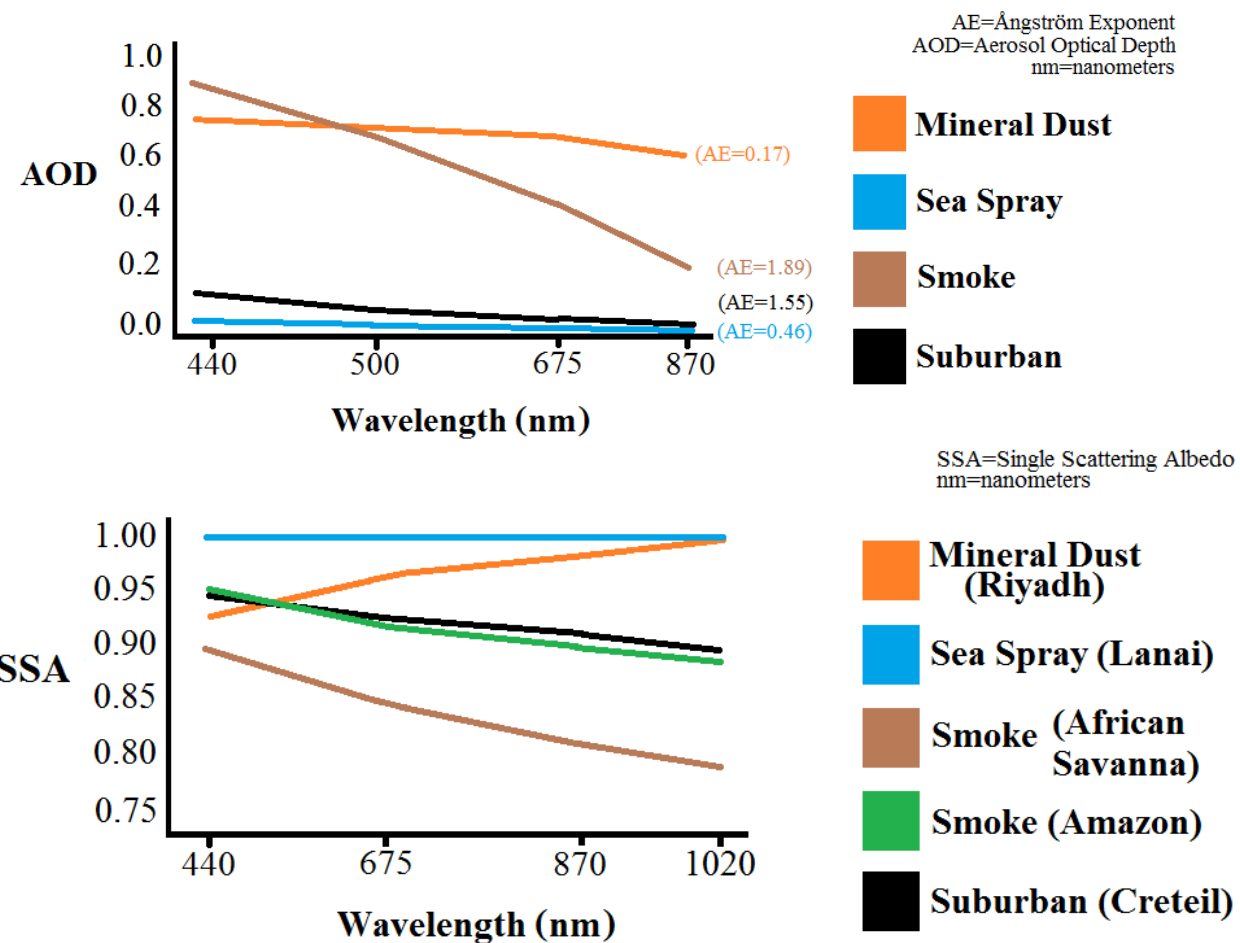 AE=Ångström Exponent
AOD=Aerosol Optical Depth
nm=nanometers
1.0
0.8
0.6
0.4
0.2
0.0
AOD
(AE=0.17)
(AE=1.89)
(AE=1.55)
(AE=0.46)
440 500 675 870
Wavelength (nm)
Mineral Dust
Sea Spray
Smoke
Suburban
SSA=Single Scattering Albedo
nm=nanometers
1.00
0.95
0.90
0.85
0.80
0.75
SSA
440 675 870 1020
Wavelength (nm)
Mineral Dust
(Riyadh)
Sea Spray (Lanai)
Smoke (African
Savanna)
Smoke (Amazon)
Suburban (Creteil)